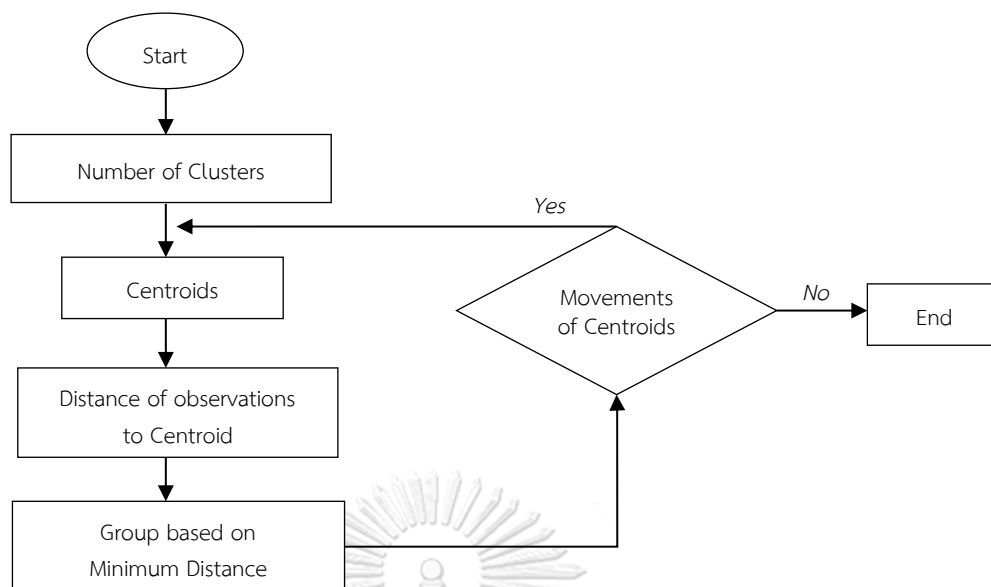 Start
Number of Clusters
Yes
Centroids
Movements
of Centroids
No
End
Distance of observations
to Centroid
Group based on
Minimum Distance